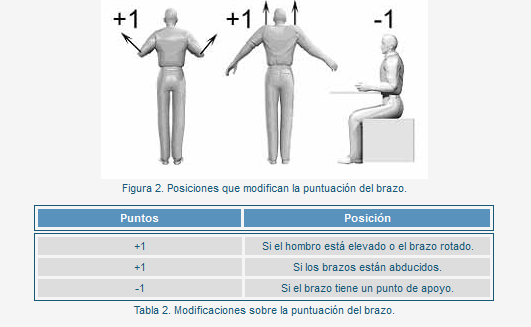 +1 +1 -1
Figura 2. Posiciones que modifican la puntuación del brazo.
Puntos Posición
+1 Si el hombro está elevado o el brazo rotado.
+1 Si los brazos están abducidos.
-1 Si el brazo tiene un punto de apoyo.
Tabla 2. Modificaciones sobre la puntuación del brazo.